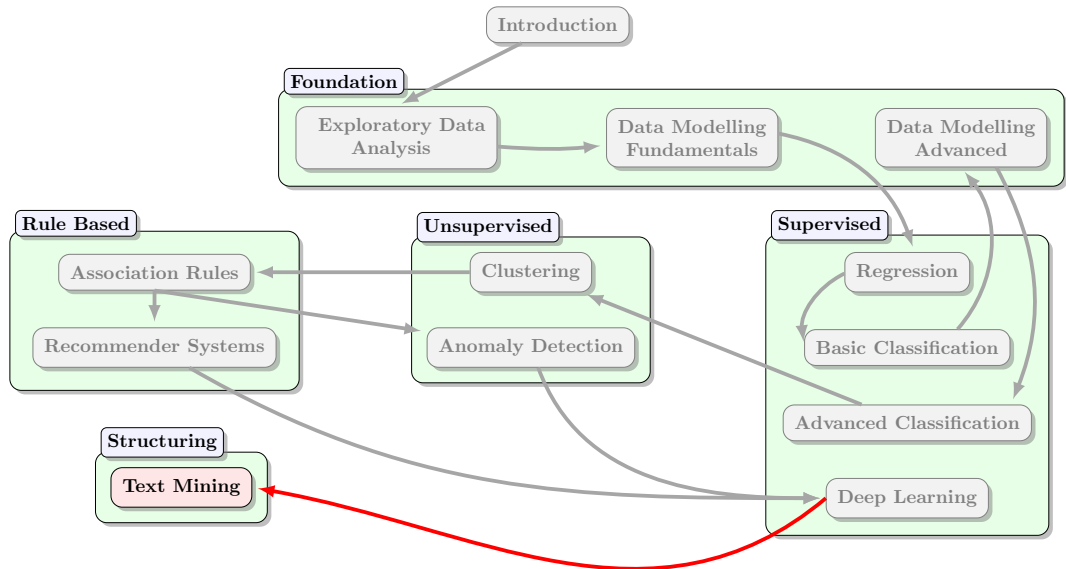 Introduction
Foundation
Exploratory Data
Analysis
Data Modelling
Fundamentals
Data Modelling
Advanced
Rule Based
Association Rules
Recommender Systems
Unsupervised
Clustering
Anomaly Detection
Supervised
Regression
Basic Classification
Advanced Classification
Deep Learning
Structuring
Text Mining